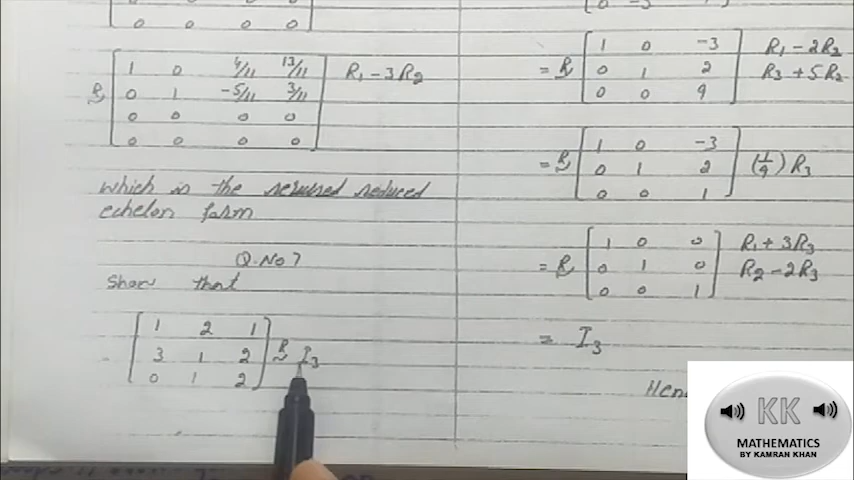 0 0 0 0
R~ [ 1 0 4/11 13/11 ] R₁ - 3R₂
0 1 -5/11 3/11
0 0 0 0
0 0 0 0
which is the required reduced
echelon form
Q.No 7
Show that
[ 1 2 1 ]
3 1 2 R~ I₃
0 1 2
= R~ [ 1 0 -3 ] R₁ - 2R₂
0 1 2 R₃ + 5R₂
0 0 9
= R~ [ 1 0 -3 ]
0 1 2 (1/9) R₃
0 0 1
= R~ [ 1 0 0 ] R₁ + 3R₃
0 1 0 R₂ - 2R₃
0 0 1
= I₃
KK
MATHEMATICS
BY KAMRAN KHAN